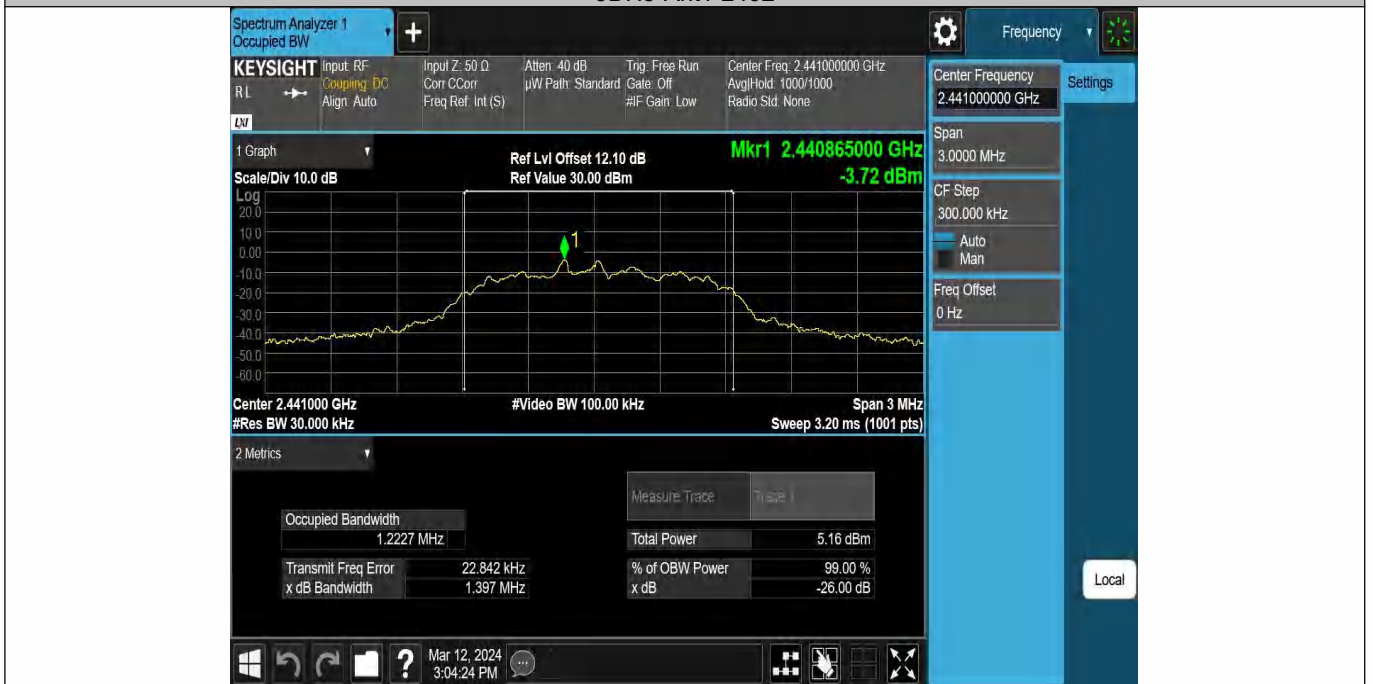 Spectrum Analyzer 1
Occupied BW
+
Frequency
KEYSIGHT
RL
LXI
Input: RF
Coupling: DC
Align: Auto
Input Z: 50 Ω
Corr CCorr
Freq Ref: Int (S)
Atten: 40 dB
µW Path: Standard
Trig: Free Run
Gate: Off
#IF Gain: Low
Center Freq: 2.441000000 GHz
Avg|Hold: 1000/1000
Radio Std: None
1 Graph
Scale/Div 10.0 dB
Ref Lvl Offset 12.10 dB
Ref Value 30.00 dBm
Mkr1 2.440865000 GHz
-3.72 dBm
Log
20.0
10.0
0.00
-10.0
-20.0
-30.0
-40.0
-50.0
-60.0
1
Center 2.441000 GHz
#Video BW 100.00 kHz
Span 3 MHz
#Res BW 30.000 kHz
Sweep 3.20 ms (1001 pts)
2 Metrics
Measure Trace Trace 1
Occupied Bandwidth
1.2227 MHz
Total Power 5.16 dBm
Transmit Freq Error 22.842 kHz
% of OBW Power 99.00 %
x dB Bandwidth 1.397 MHz
x dB -26.00 dB
Center Frequency
2.441000000 GHz
Settings
Span
3.0000 MHz
CF Step
300.000 kHz
Auto
Man
Freq Offset
0 Hz
Local
?
Mar 12, 2024
3:04:24 PM